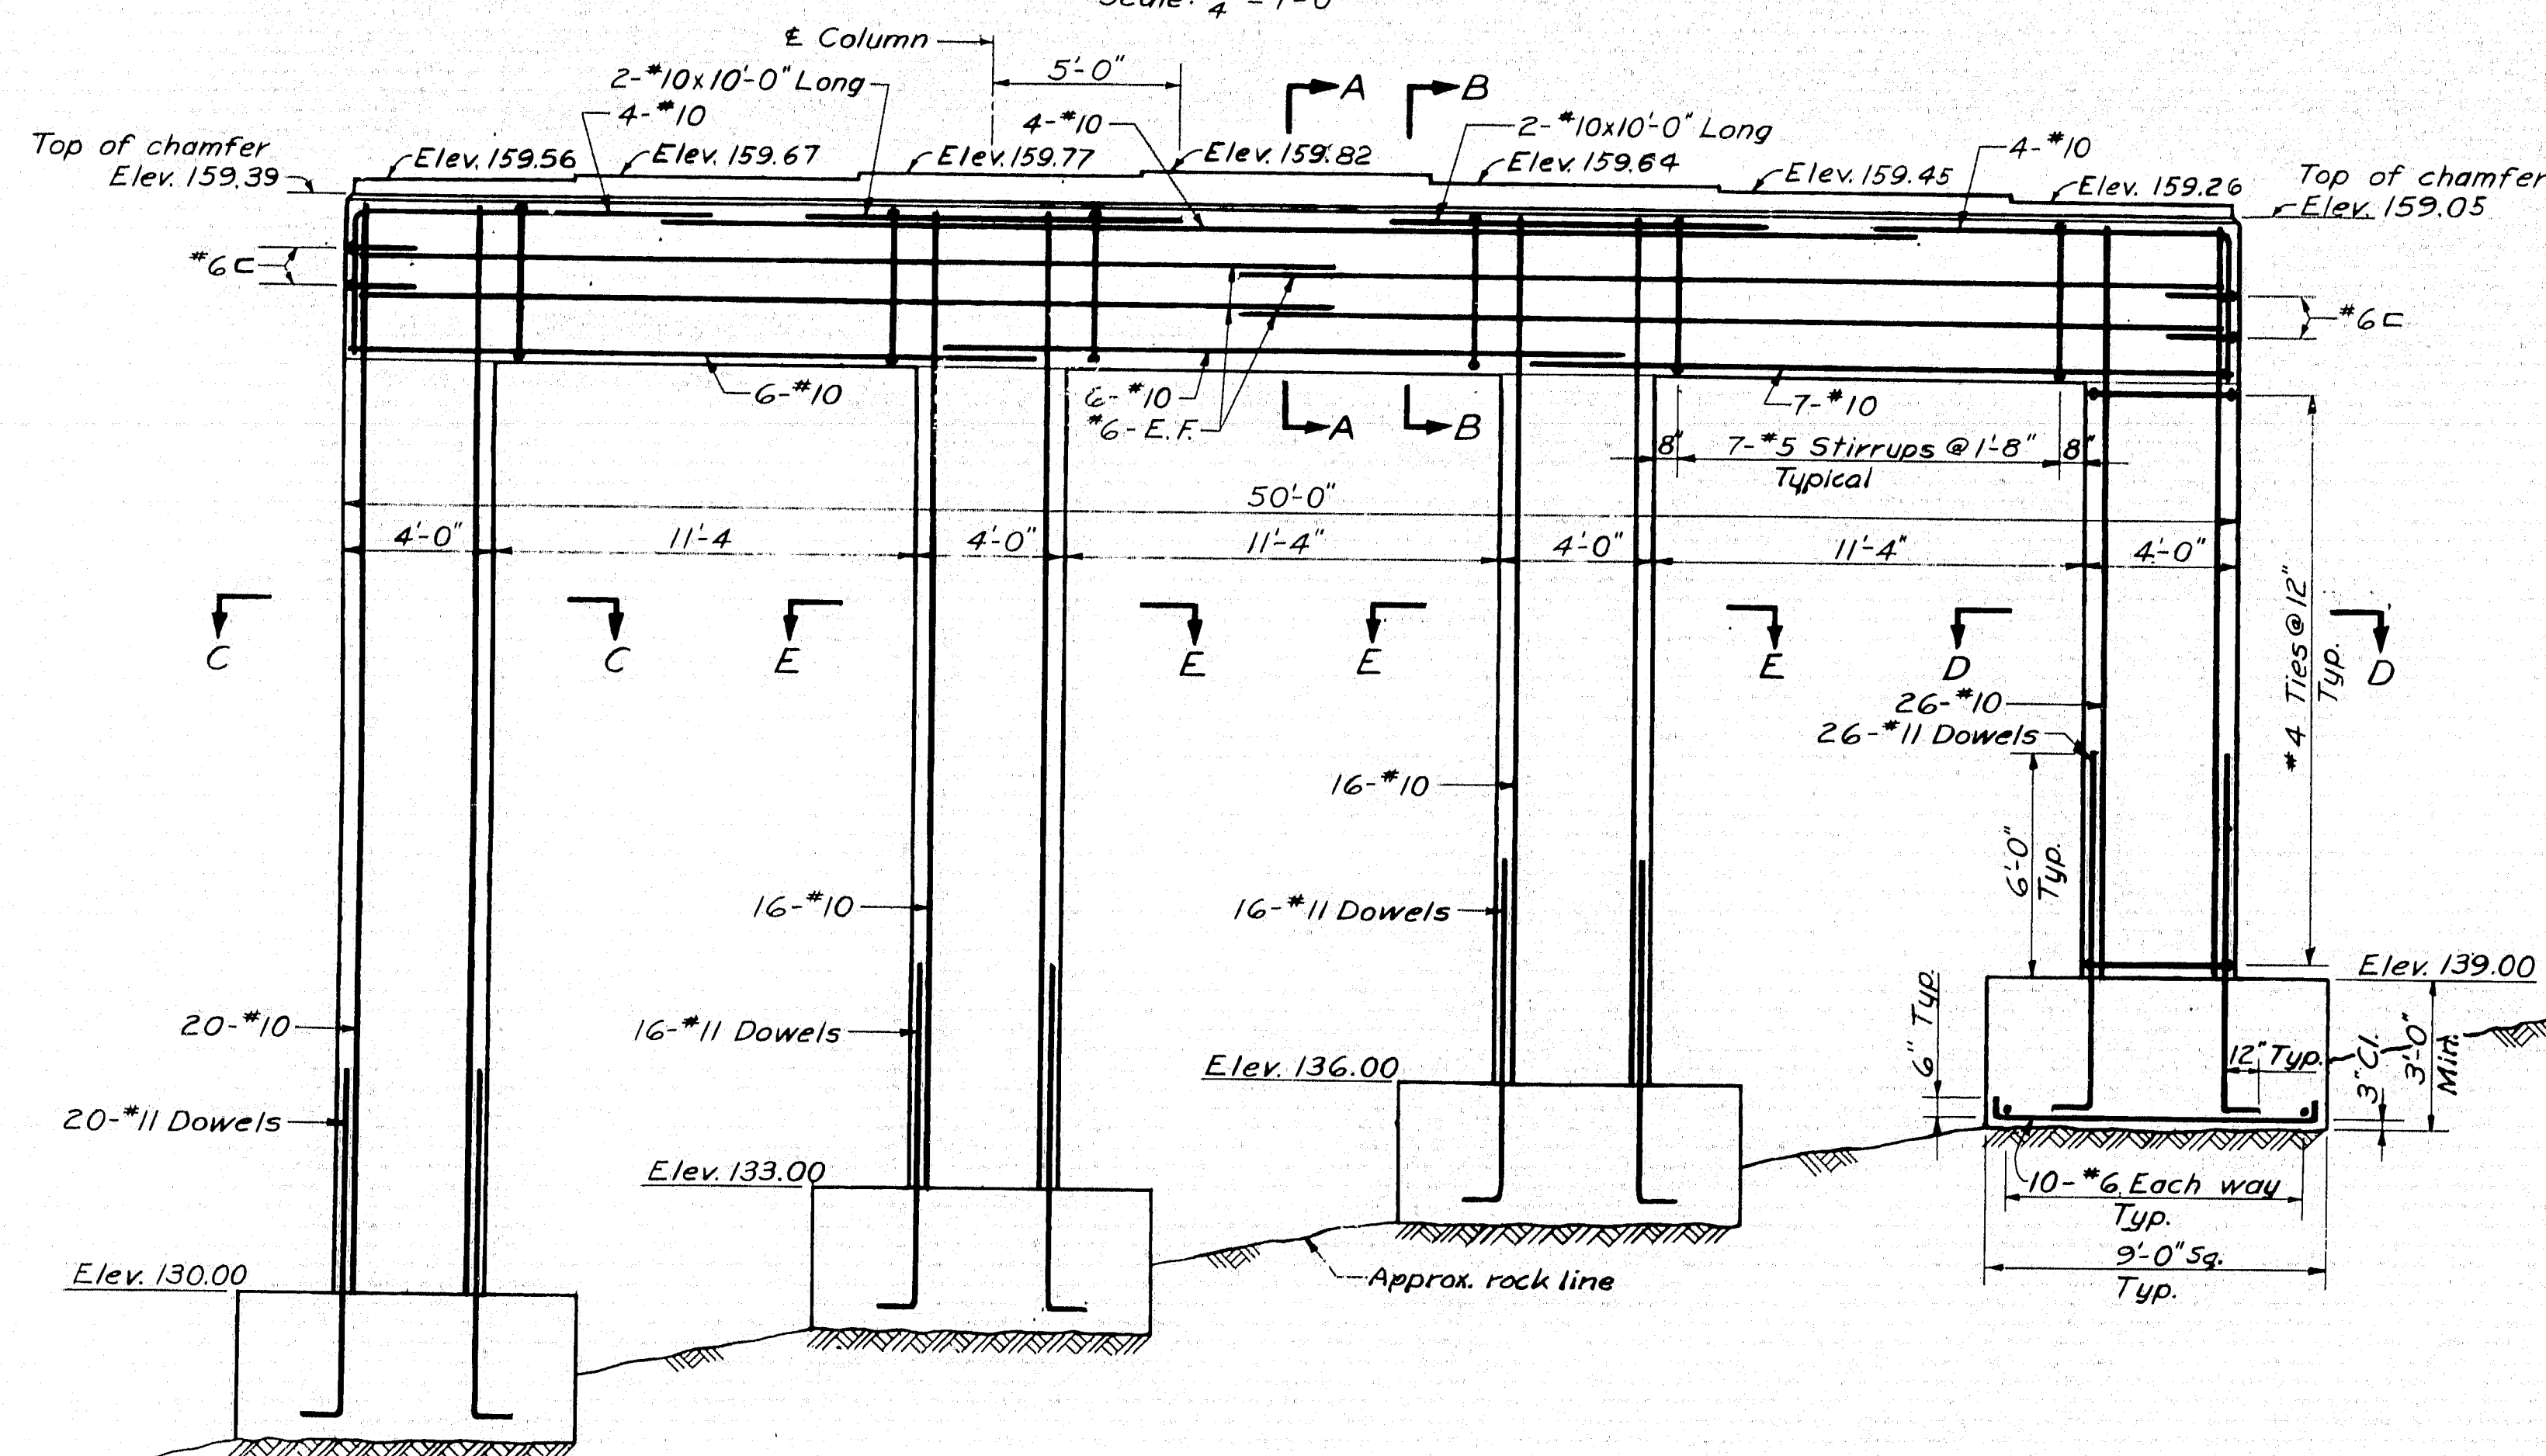 Scale: 1/4" = 1'-0"
℄ Column
5'-0"
A
B
2-#10x10'-0" Long
4-#10
4-#10
2-#10x10'-0" Long
4-#10
Top of chamfer
Elev. 159.39
Elev. 159.56
Elev. 159.67
Elev. 159.77
Elev. 159.82
Elev. 159.64
Elev. 159.45
Elev. 159.26
Top of chamfer
Elev. 159.05
#6 ⊏
#6 ⊏
6-#10
6-#10
#6-E.F.
A
B
7-#10
8"
7-#5 Stirrups @ 1'-8"
8"
Typical
50'-0"
4'-0"
11'-4
4'-0"
11'-4"
4'-0"
11'-4"
4'-0"
C
C
E
E
E
E
D
D
#4 Ties @ 12"
Typ.
26-#10
26-#11 Dowels
16-#10
6'-0"
Typ.
16-#10
16-#11 Dowels
20-#10
16-#11 Dowels
20-#11 Dowels
Elev. 139.00
6" Typ.
12" Typ.
3" Cl.
3'-0"
Min.
Elev. 136.00
Elev. 133.00
10-#6 Each way
Typ.
9'-0" Sq.
Typ.
Approx. rock line
Elev. 130.00